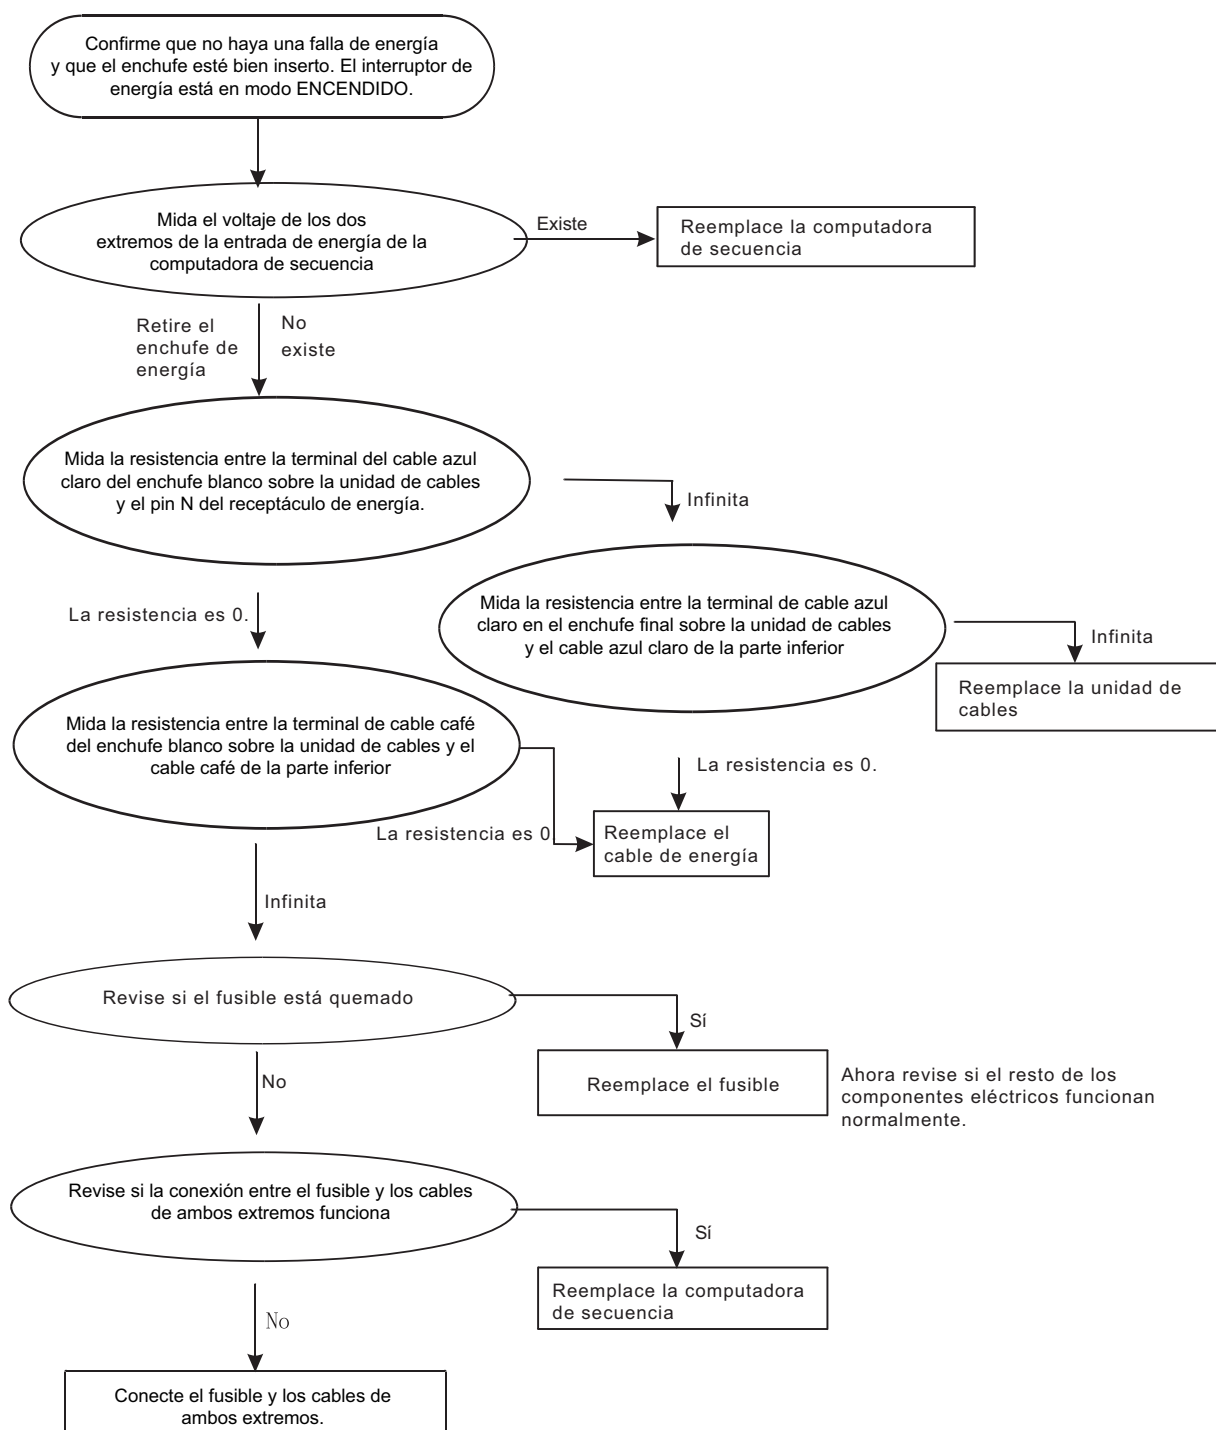 Confirme que no haya una falla de energía
y que el enchufe esté bien inserto. El interruptor de
energía está en modo ENCENDIDO.
Mida el voltaje de los dos
extremos de la entrada de energía de la
computadora de secuencia
Existe
Reemplace la computadora
de secuencia
Retire el
enchufe de
energía
No
existe
Mida la resistencia entre la terminal del cable azul
claro del enchufe blanco sobre la unidad de cables
y el pin N del receptáculo de energía.
Infinita
La resistencia es 0.
Mida la resistencia entre la terminal de cable azul
claro en el enchufe final sobre la unidad de cables
y el cable azul claro de la parte inferior
Infinita
Reemplace la unidad de
cables
Mida la resistencia entre la terminal de cable café
del enchufe blanco sobre la unidad de cables y el
cable café de la parte inferior
La resistencia es 0.
La resistencia es 0
Reemplace el
cable de energía
Infinita
Revise si el fusible está quemado
Sí
Reemplace el fusible
Ahora revise si el resto de los
componentes eléctricos funcionan
normalmente.
No
Revise si la conexión entre el fusible y los cables
de ambos extremos funciona
Sí
Reemplace la computadora
de secuencia
No
Conecte el fusible y los cables de
ambos extremos.